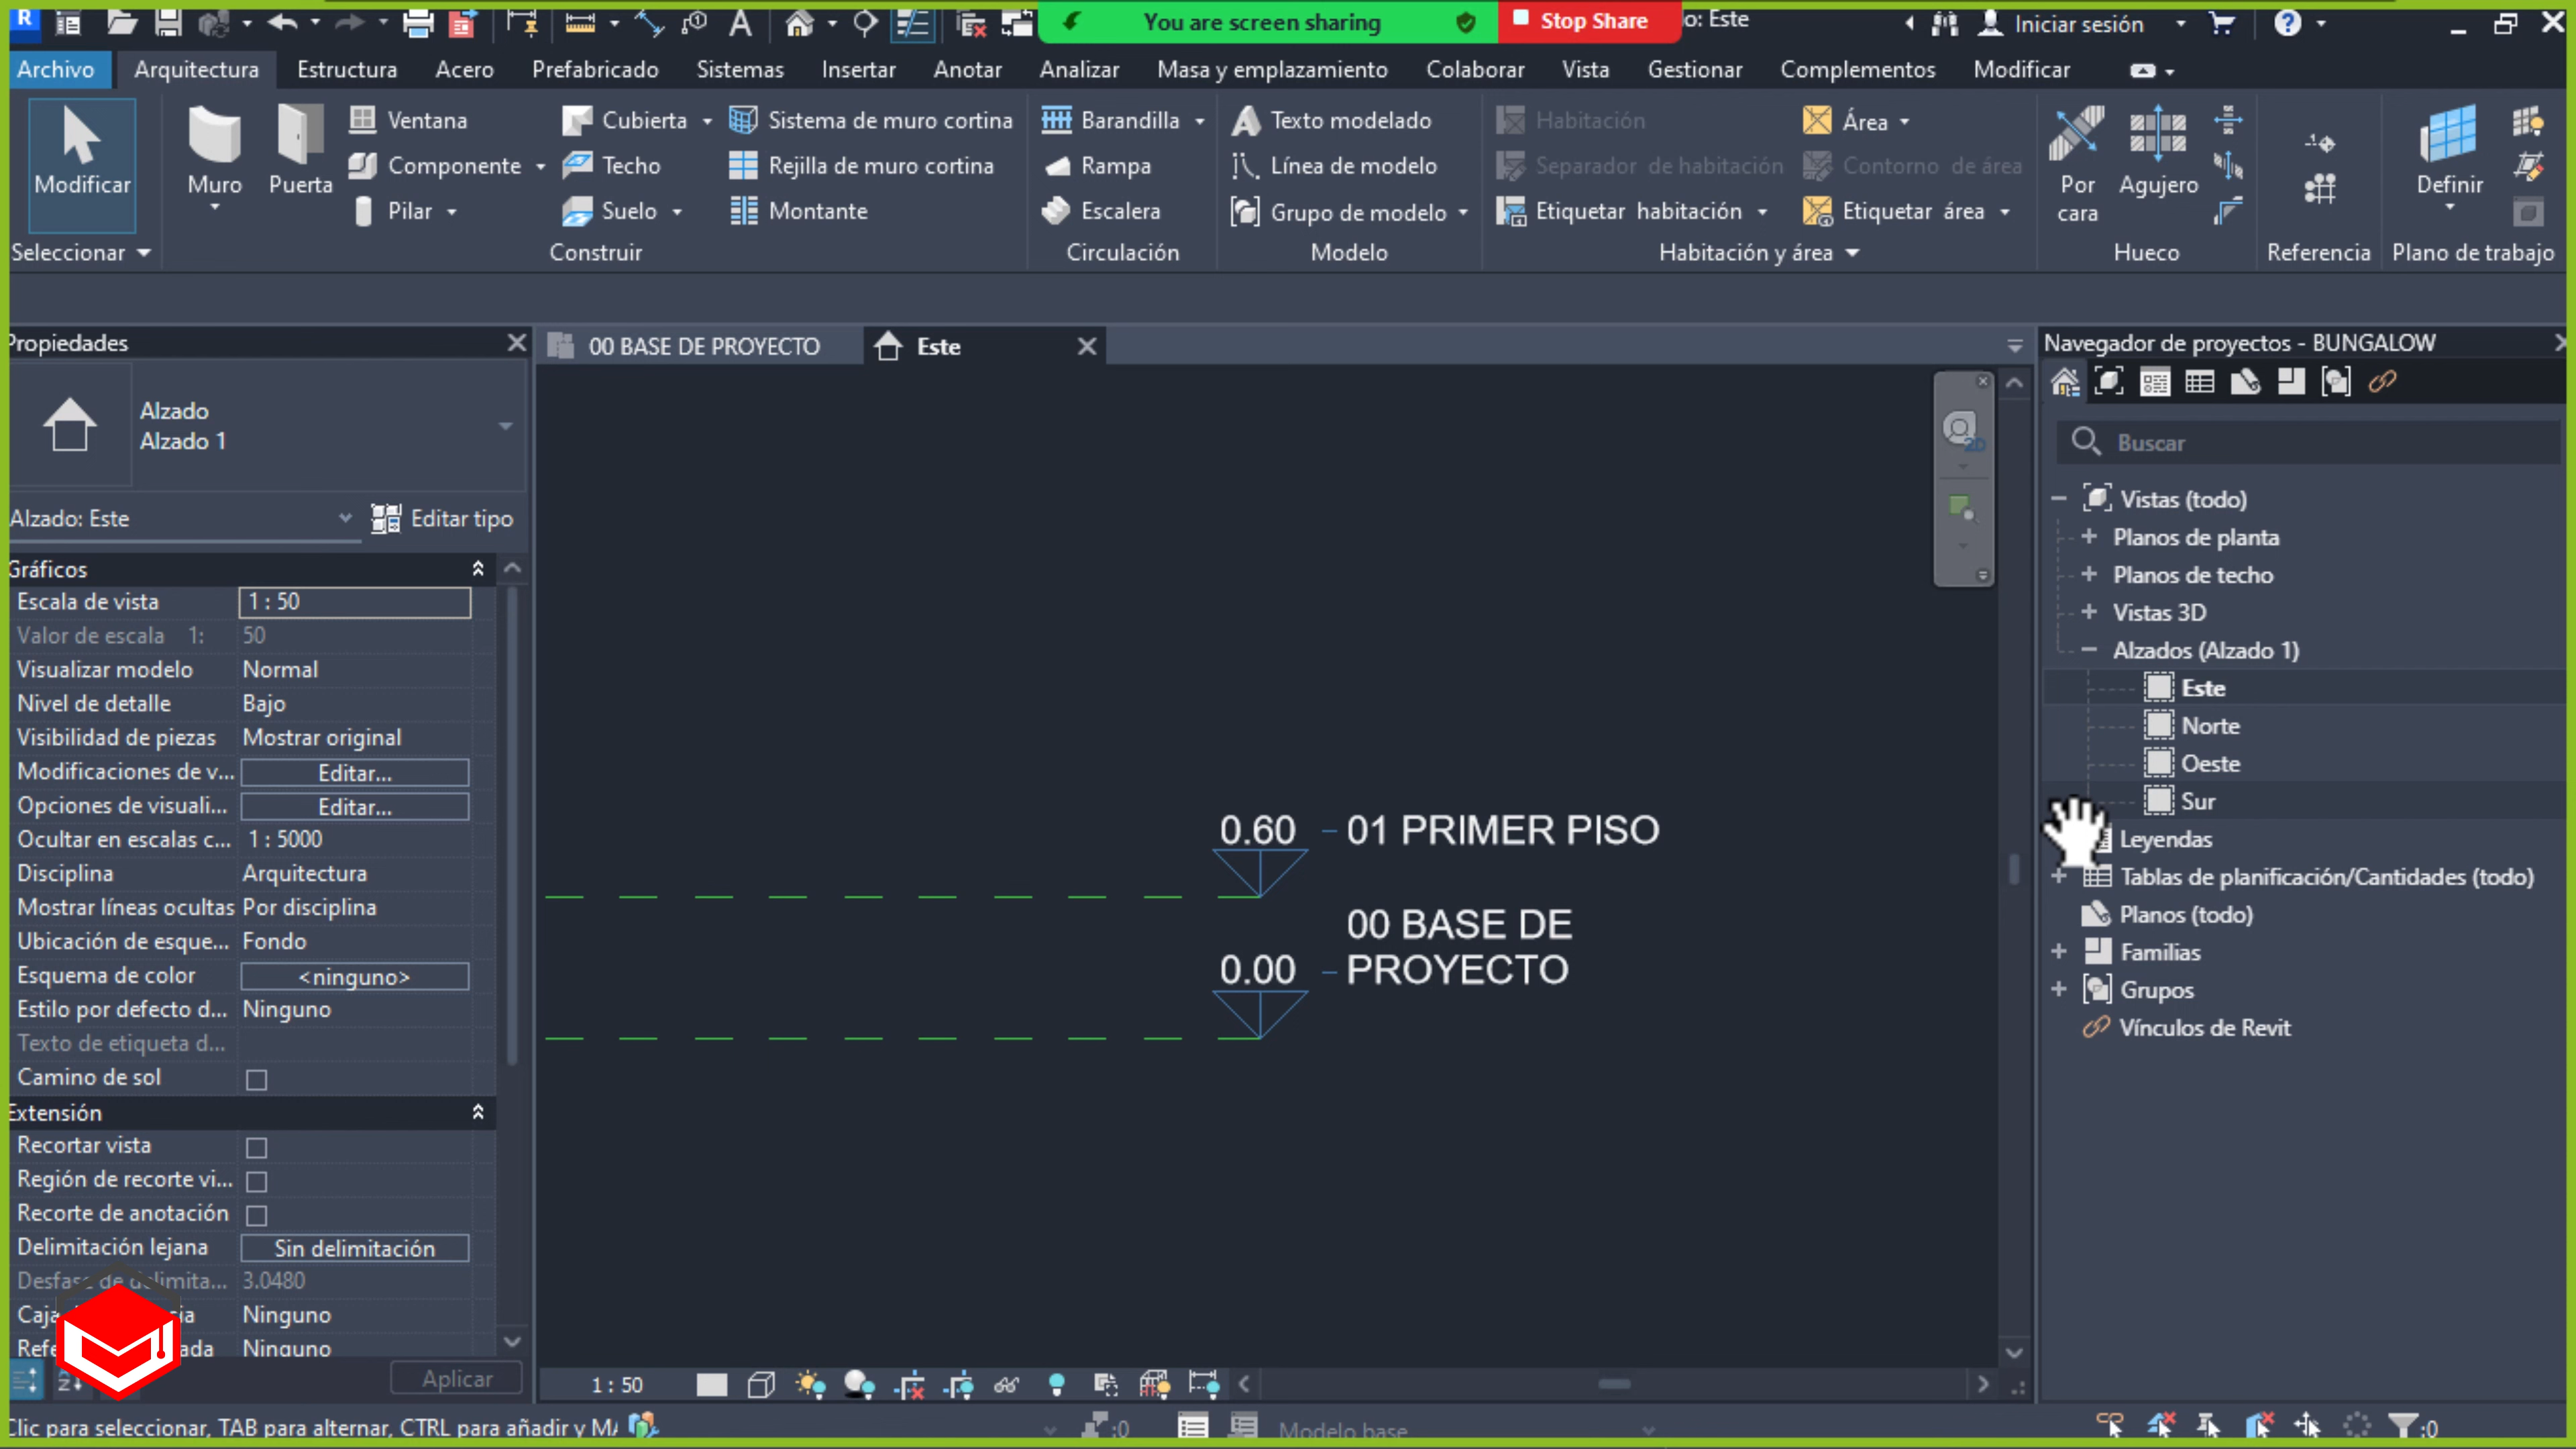 You are screen sharing
Stop Share
o: Este
Iniciar sesión
Archivo Arquitectura Estructura Acero Prefabricado Sistemas Insertar Anotar Analizar Masa y emplazamiento Colaborar Vista Gestionar Complementos Modificar
Modificar
Seleccionar
Muro
Puerta
Ventana
Componente
Pilar
Cubierta
Techo
Suelo
Sistema de muro cortina
Rejilla de muro cortina
Montante
Construir
Barandilla
Rampa
Escalera
Circulación
Texto modelado
Línea de modelo
Grupo de modelo
Modelo
Habitación
Separador de habitación
Etiquetar habitación
Área
Contorno de área
Etiquetar área
Habitación y área
Por
cara
Agujero
Hueco
Referencia
Definir
Plano de trabajo
Propiedades
Alzado
Alzado 1
Alzado: Este
Editar tipo
Gráficos
Escala de vista 1 : 50
Valor de escala 1: 50
Visualizar modelo Normal
Nivel de detalle Bajo
Visibilidad de piezas Mostrar original
Modificaciones de v... Editar...
Opciones de visuali... Editar...
Ocultar en escalas c... 1 : 5000
Disciplina Arquitectura
Mostrar líneas ocultas Por disciplina
Ubicación de esque... Fondo
Esquema de color <ninguno>
Estilo por defecto d... Ninguno
Texto de etiqueta d...
Camino de sol
Extensión
Recortar vista
Región de recorte vi...
Recorte de anotación
Delimitación lejana Sin delimitación
3.0480
Ninguno
Ninguno
Aplicar
00 BASE DE PROYECTO
Este
2D
0.60 01 PRIMER PISO
00 BASE DE
0.00 PROYECTO
1 : 50
Navegador de proyectos - BUNGALOW
Buscar
Vistas (todo)
Planos de planta
Planos de techo
Vistas 3D
Alzados (Alzado 1)
Este
Norte
Oeste
Sur
Leyendas
Tablas de planificación/Cantidades (todo)
Planos (todo)
Familias
Grupos
Vínculos de Revit
Clic para seleccionar, TAB para alternar, CTRL para añadir y
:0
Modelo base
:0